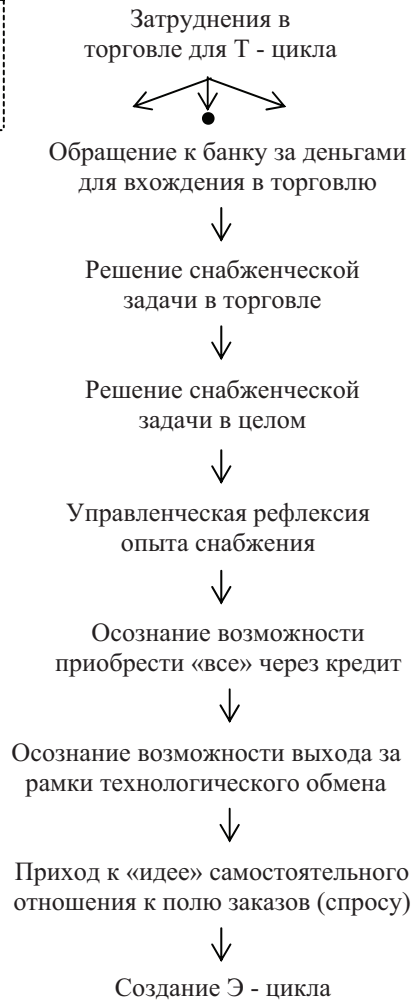 Затруднения в
торговле для Т - цикла
Обращение к банку за деньгами
для вхождения в торговлю
Решение снабженческой
задачи в торговле
Решение снабженческой
задачи в целом
Управленческая рефлексия
опыта снабжения
Осознание возможности
приобрести «все» через кредит
Осознание возможности выхода за
рамки технологического обмена
Приход к «идее» самостоятельного
отношения к полю заказов (спросу)
Создание Э - цикла